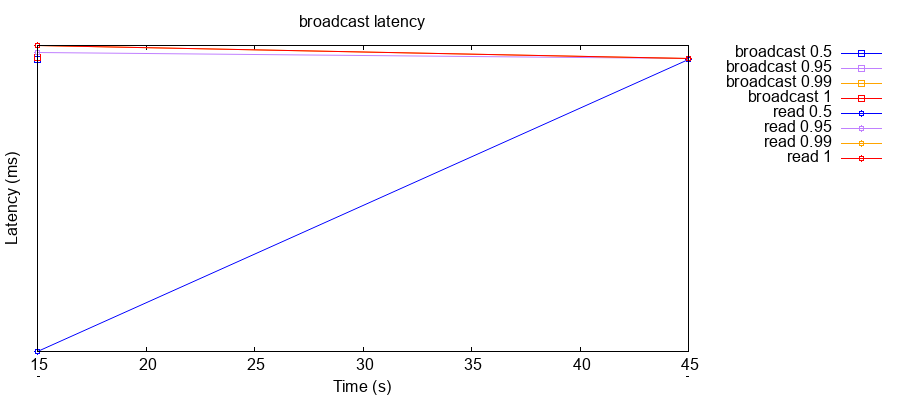 broadcast latency
broadcast 0.5
broadcast 0.95
broadcast 0.99
broadcast 1
read 0.5
read 0.95
read 0.99
read 1
Latency (ms)
15 20 25 30 35 40 45
- -
Time (s)